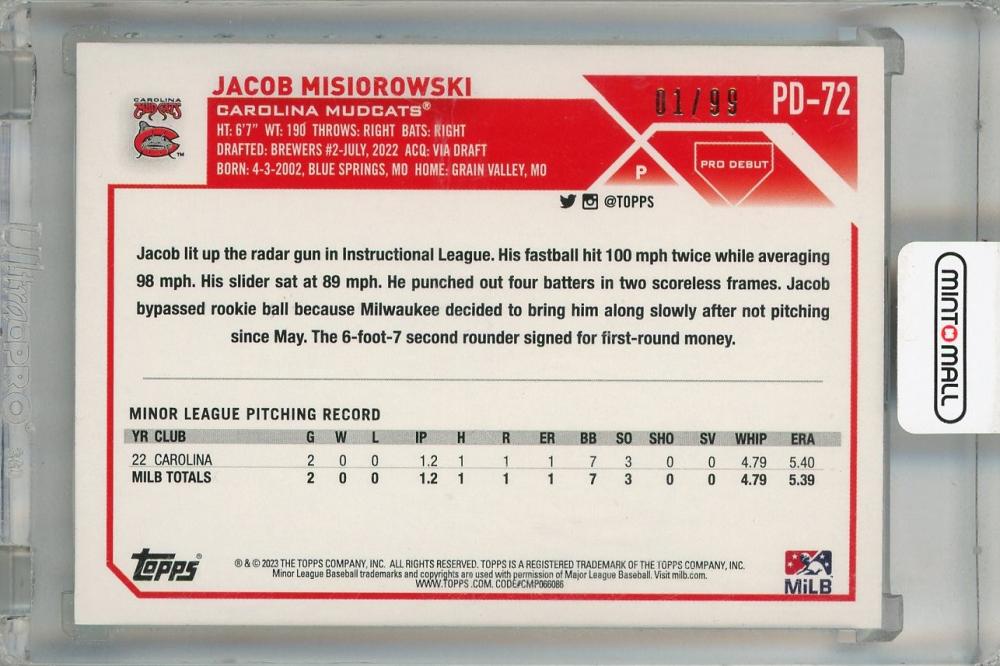 JACOB MISIOROWSKI
CAROLINA MUDCATS®
HT: 6'7" WT: 190 THROWS: RIGHT BATS: RIGHT
DRAFTED: BREWERS #2-JULY, 2022 ACQ: VIA DRAFT
BORN: 4-3-2002, BLUE SPRINGS, MO HOME: GRAIN VALLEY, MO
CAROLINA
MUDCATS
C
™
01/99
PD-72
P
PRO DEBUT
@TOPPS
Jacob lit up the radar gun in Instructional League. His fastball hit 100 mph twice while averaging
98 mph. His slider sat at 89 mph. He punched out four batters in two scoreless frames. Jacob
bypassed rookie ball because Milwaukee decided to bring him along slowly after not pitching
since May. The 6-foot-7 second rounder signed for first-round money.
MINOR LEAGUE PITCHING RECORD
YR CLUB G W L IP H R ER BB SO SHO SV WHIP ERA
22 CAROLINA 2 0 0 1.2 1 1 1 7 3 0 0 4.79 5.40
MILB TOTALS 2 0 0 1.2 1 1 1 7 3 0 0 4.79 5.39
Topps®
® & © 2023 THE TOPPS COMPANY, INC. ALL RIGHTS RESERVED. TOPPS IS A REGISTERED TRADEMARK OF THE TOPPS COMPANY, INC.
Minor League Baseball trademarks and copyrights are used with permission of Major League Baseball. Visit milb.com.
WWW.TOPPS.COM. CODE#CMP066086
MiLB
MINT MALL
UltraPRO